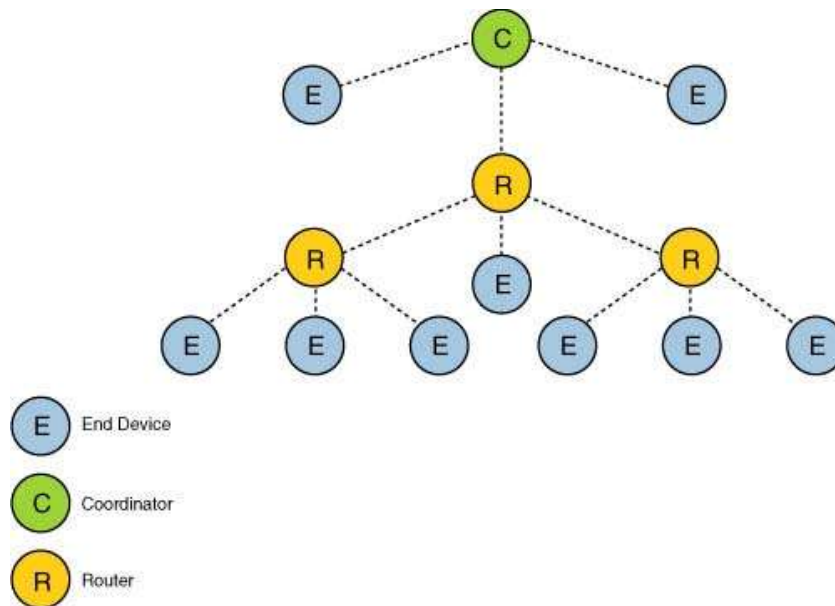 C
E E
R
R R
E
E E E E E E
E End Device
C Coordinator
R Router